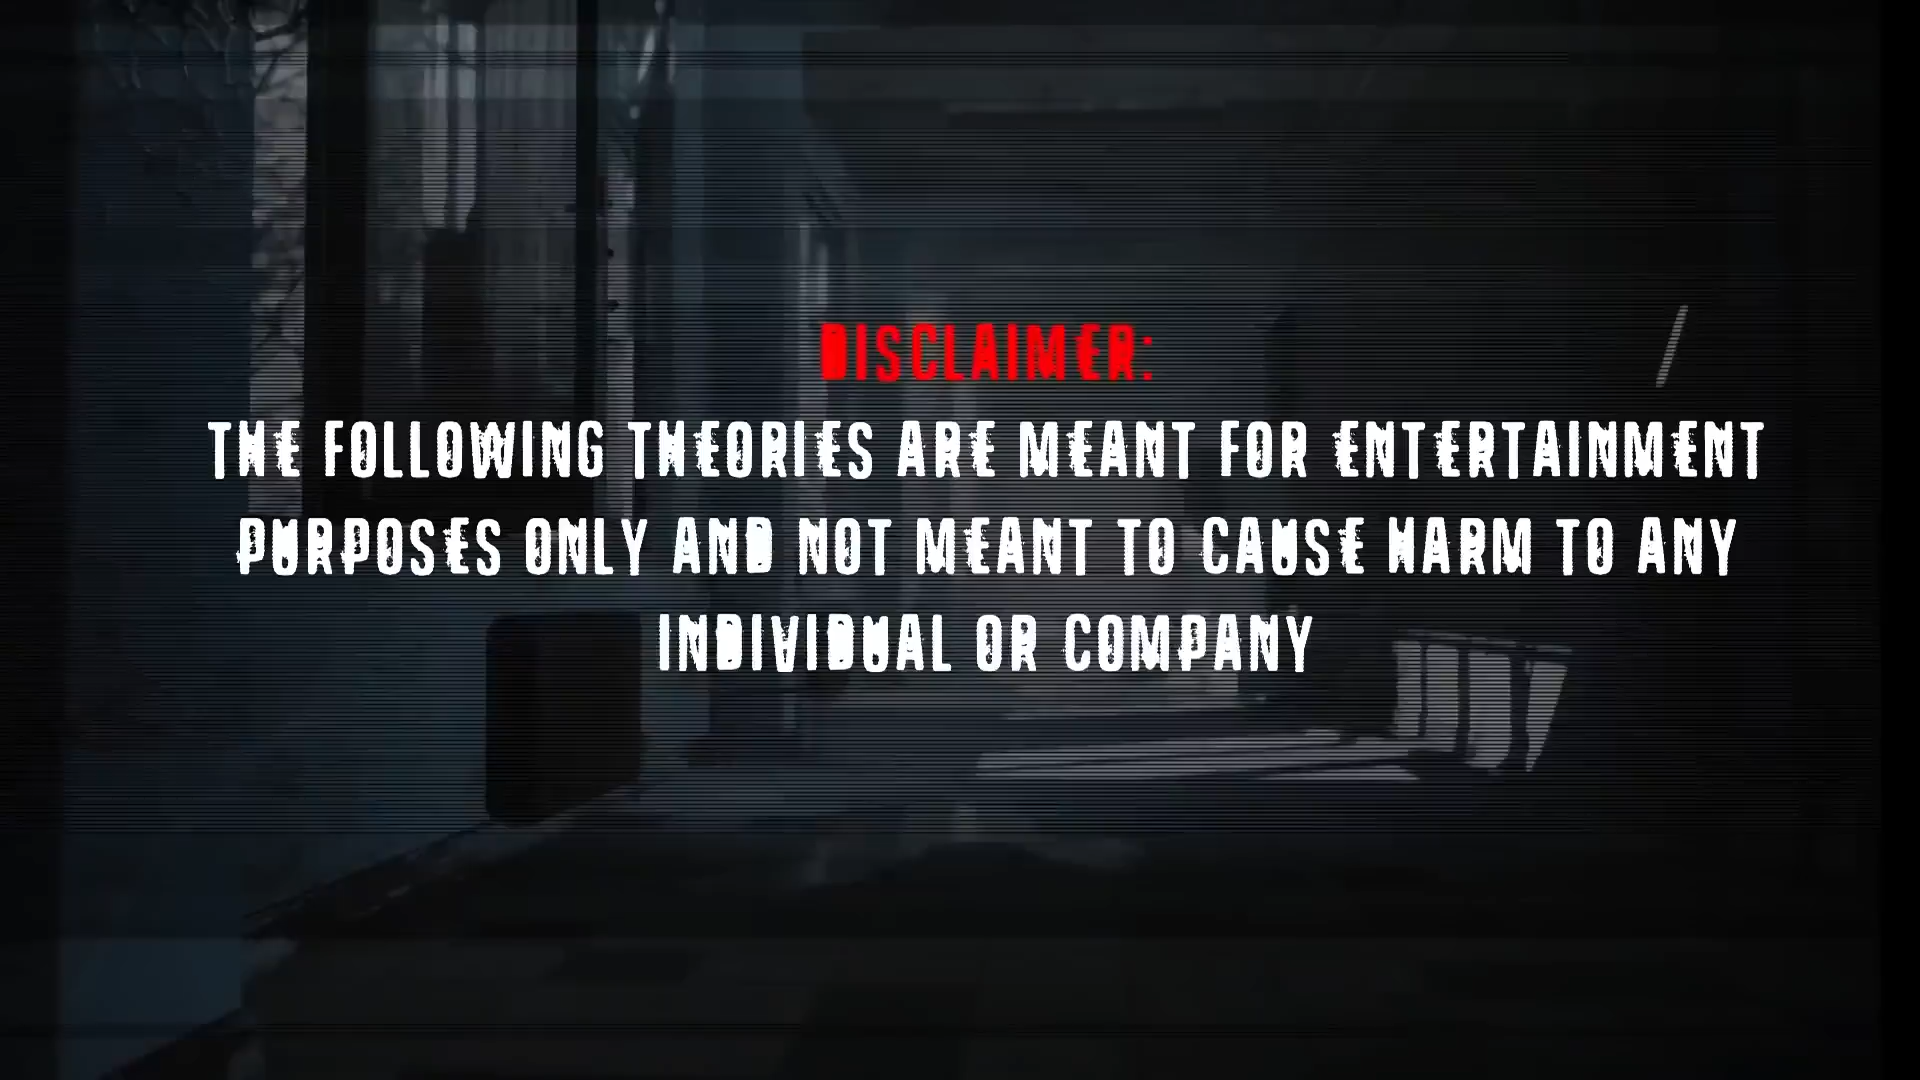 DISCLAIMER:
THE FOLLOWING THEORIES ARE MEANT FOR ENTERTAINMENT
PURPOSES ONLY AND NOT MEANT TO CAUSE HARM TO ANY
INDIVIDUAL OR COMPANY